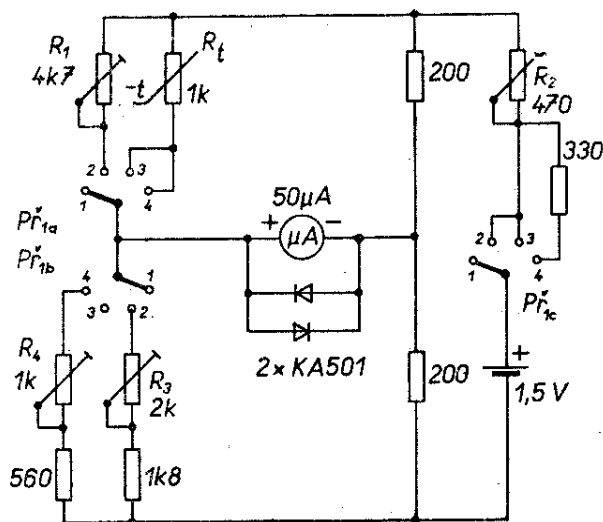 R1
4k7
Rt
-t
1k
200
R2
470
330
2
3
1
4
50µA
+
-
µA
2
3
1
4
Př1a
Př1b
4
1
3
2
Př1c
R4
1k
R3
2k
2×KA501
200
+
1,5 V
560
1k8